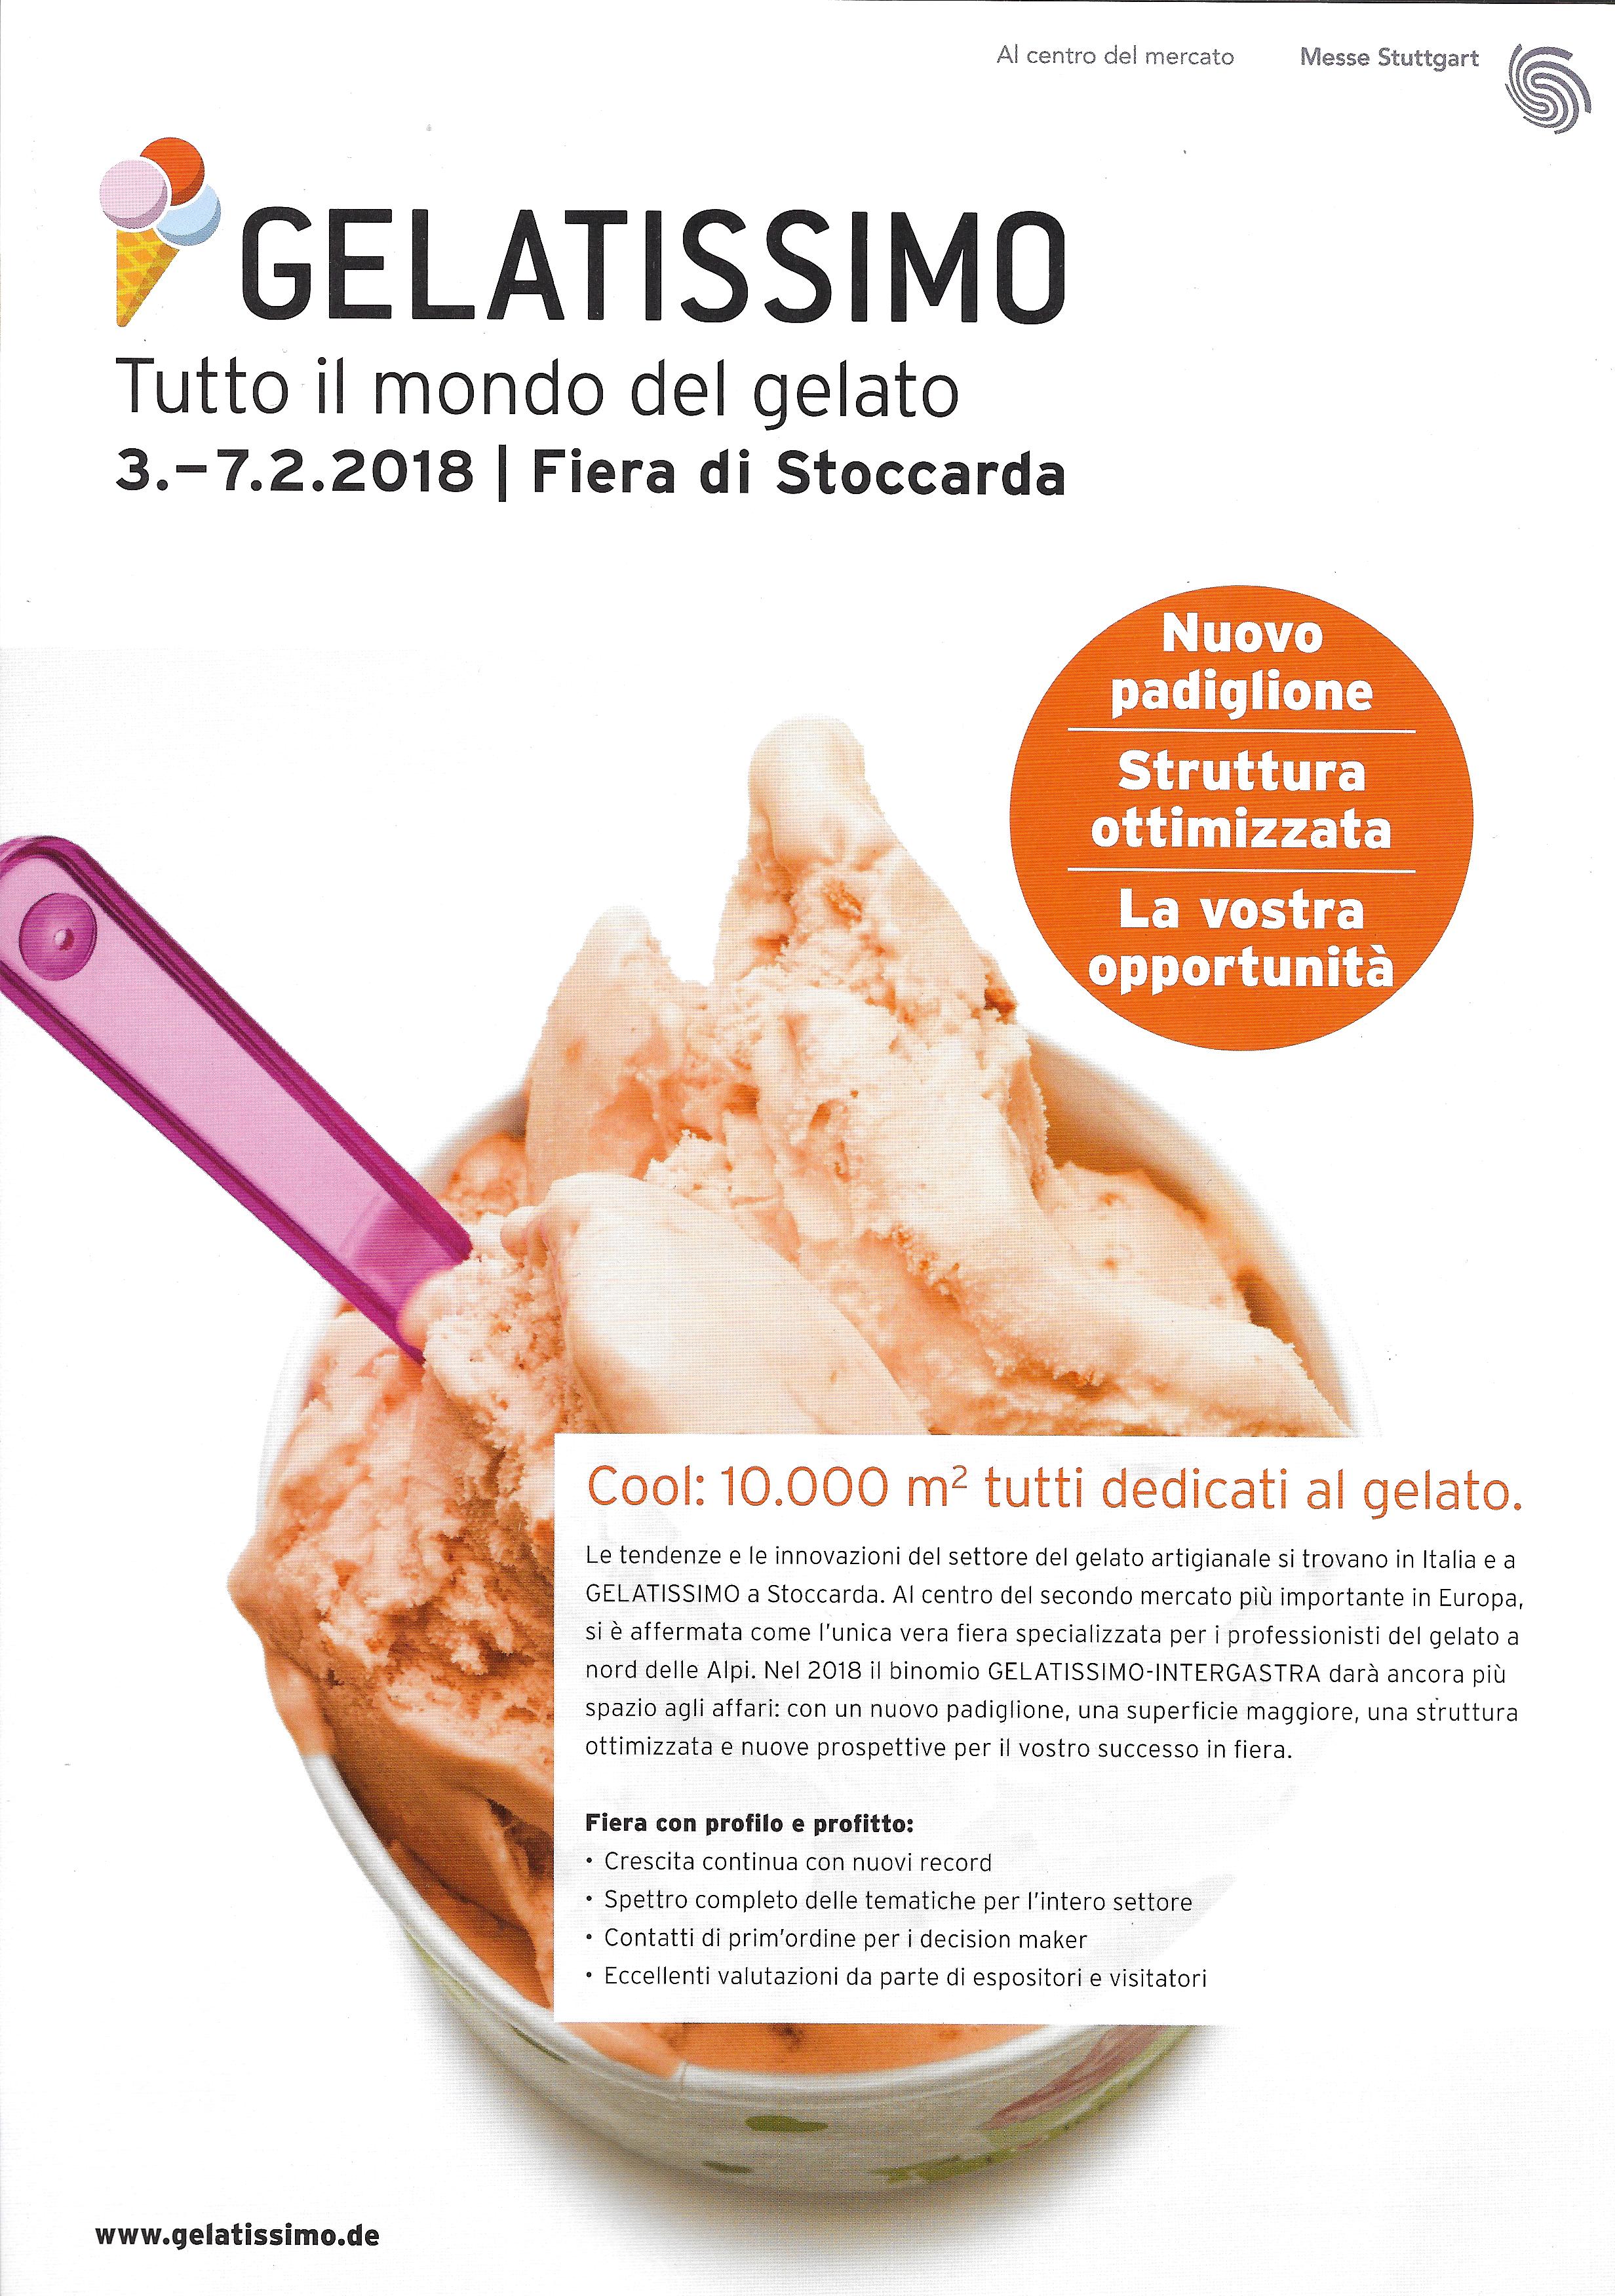 Al centro del mercato
Messe Stuttgart
GELATISSIMO
Tutto il mondo del gelato
3.–7.2.2018 | Fiera di Stoccarda
Nuovo
padiglione
Struttura
ottimizzata
La vostra
opportunità
Cool: 10.000 m² tutti dedicati al gelato.
Le tendenze e le innovazioni del settore del gelato artigianale si trovano in Italia e a
GELATISSIMO a Stoccarda. Al centro del secondo mercato più importante in Europa,
si è affermata come l'unica vera fiera specializzata per i professionisti del gelato a
nord delle Alpi. Nel 2018 il binomio GELATISSIMO-INTERGASTRA darà ancora più
spazio agli affari: con un nuovo padiglione, una superficie maggiore, una struttura
ottimizzata e nuove prospettive per il vostro successo in fiera.
Fiera con profilo e profitto:
• Crescita continua con nuovi record
• Spettro completo delle tematiche per l'intero settore
• Contatti di prim'ordine per i decision maker
• Eccellenti valutazioni da parte di espositori e visitatori
www.gelatissimo.de